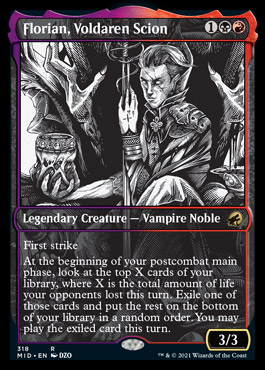 Florian, Voldaren Scion 1
Legendary Creature — Vampire Noble
First strike
At the beginning of your postcombat main
phase, look at the top X cards of your
library, where X is the total amount of life
your opponents lost this turn. Exile one of
those cards and put the rest on the bottom
of your library in a random order. You may
play the exiled card this turn.
3/3
318 R
MID • EN DZO
™ & © 2021 Wizards of the Coast